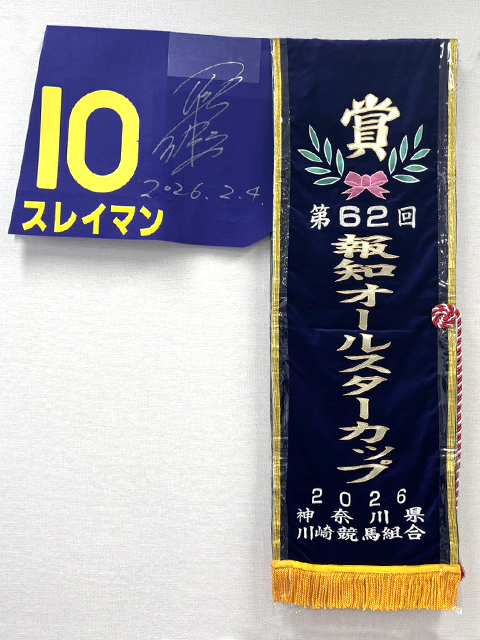 10
スレイマン
2026.2.4.
賞
第62回
報知オールスターカップ
2026
神奈川県
川崎競馬組合